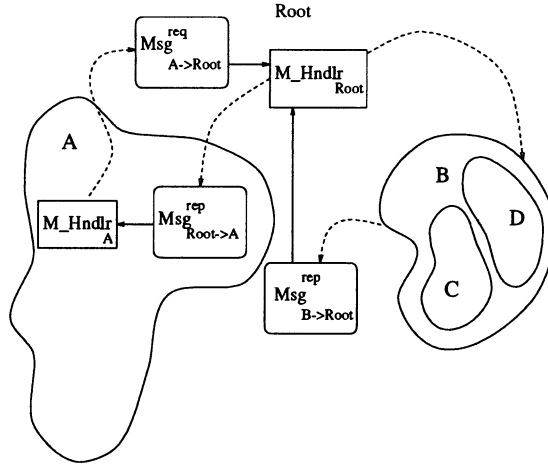 Root
Msg req
A->Root
M_Hndlr Root
A
B
D
M_Hndlr A
Msg rep
Root->A
C
Msg rep
B->Root